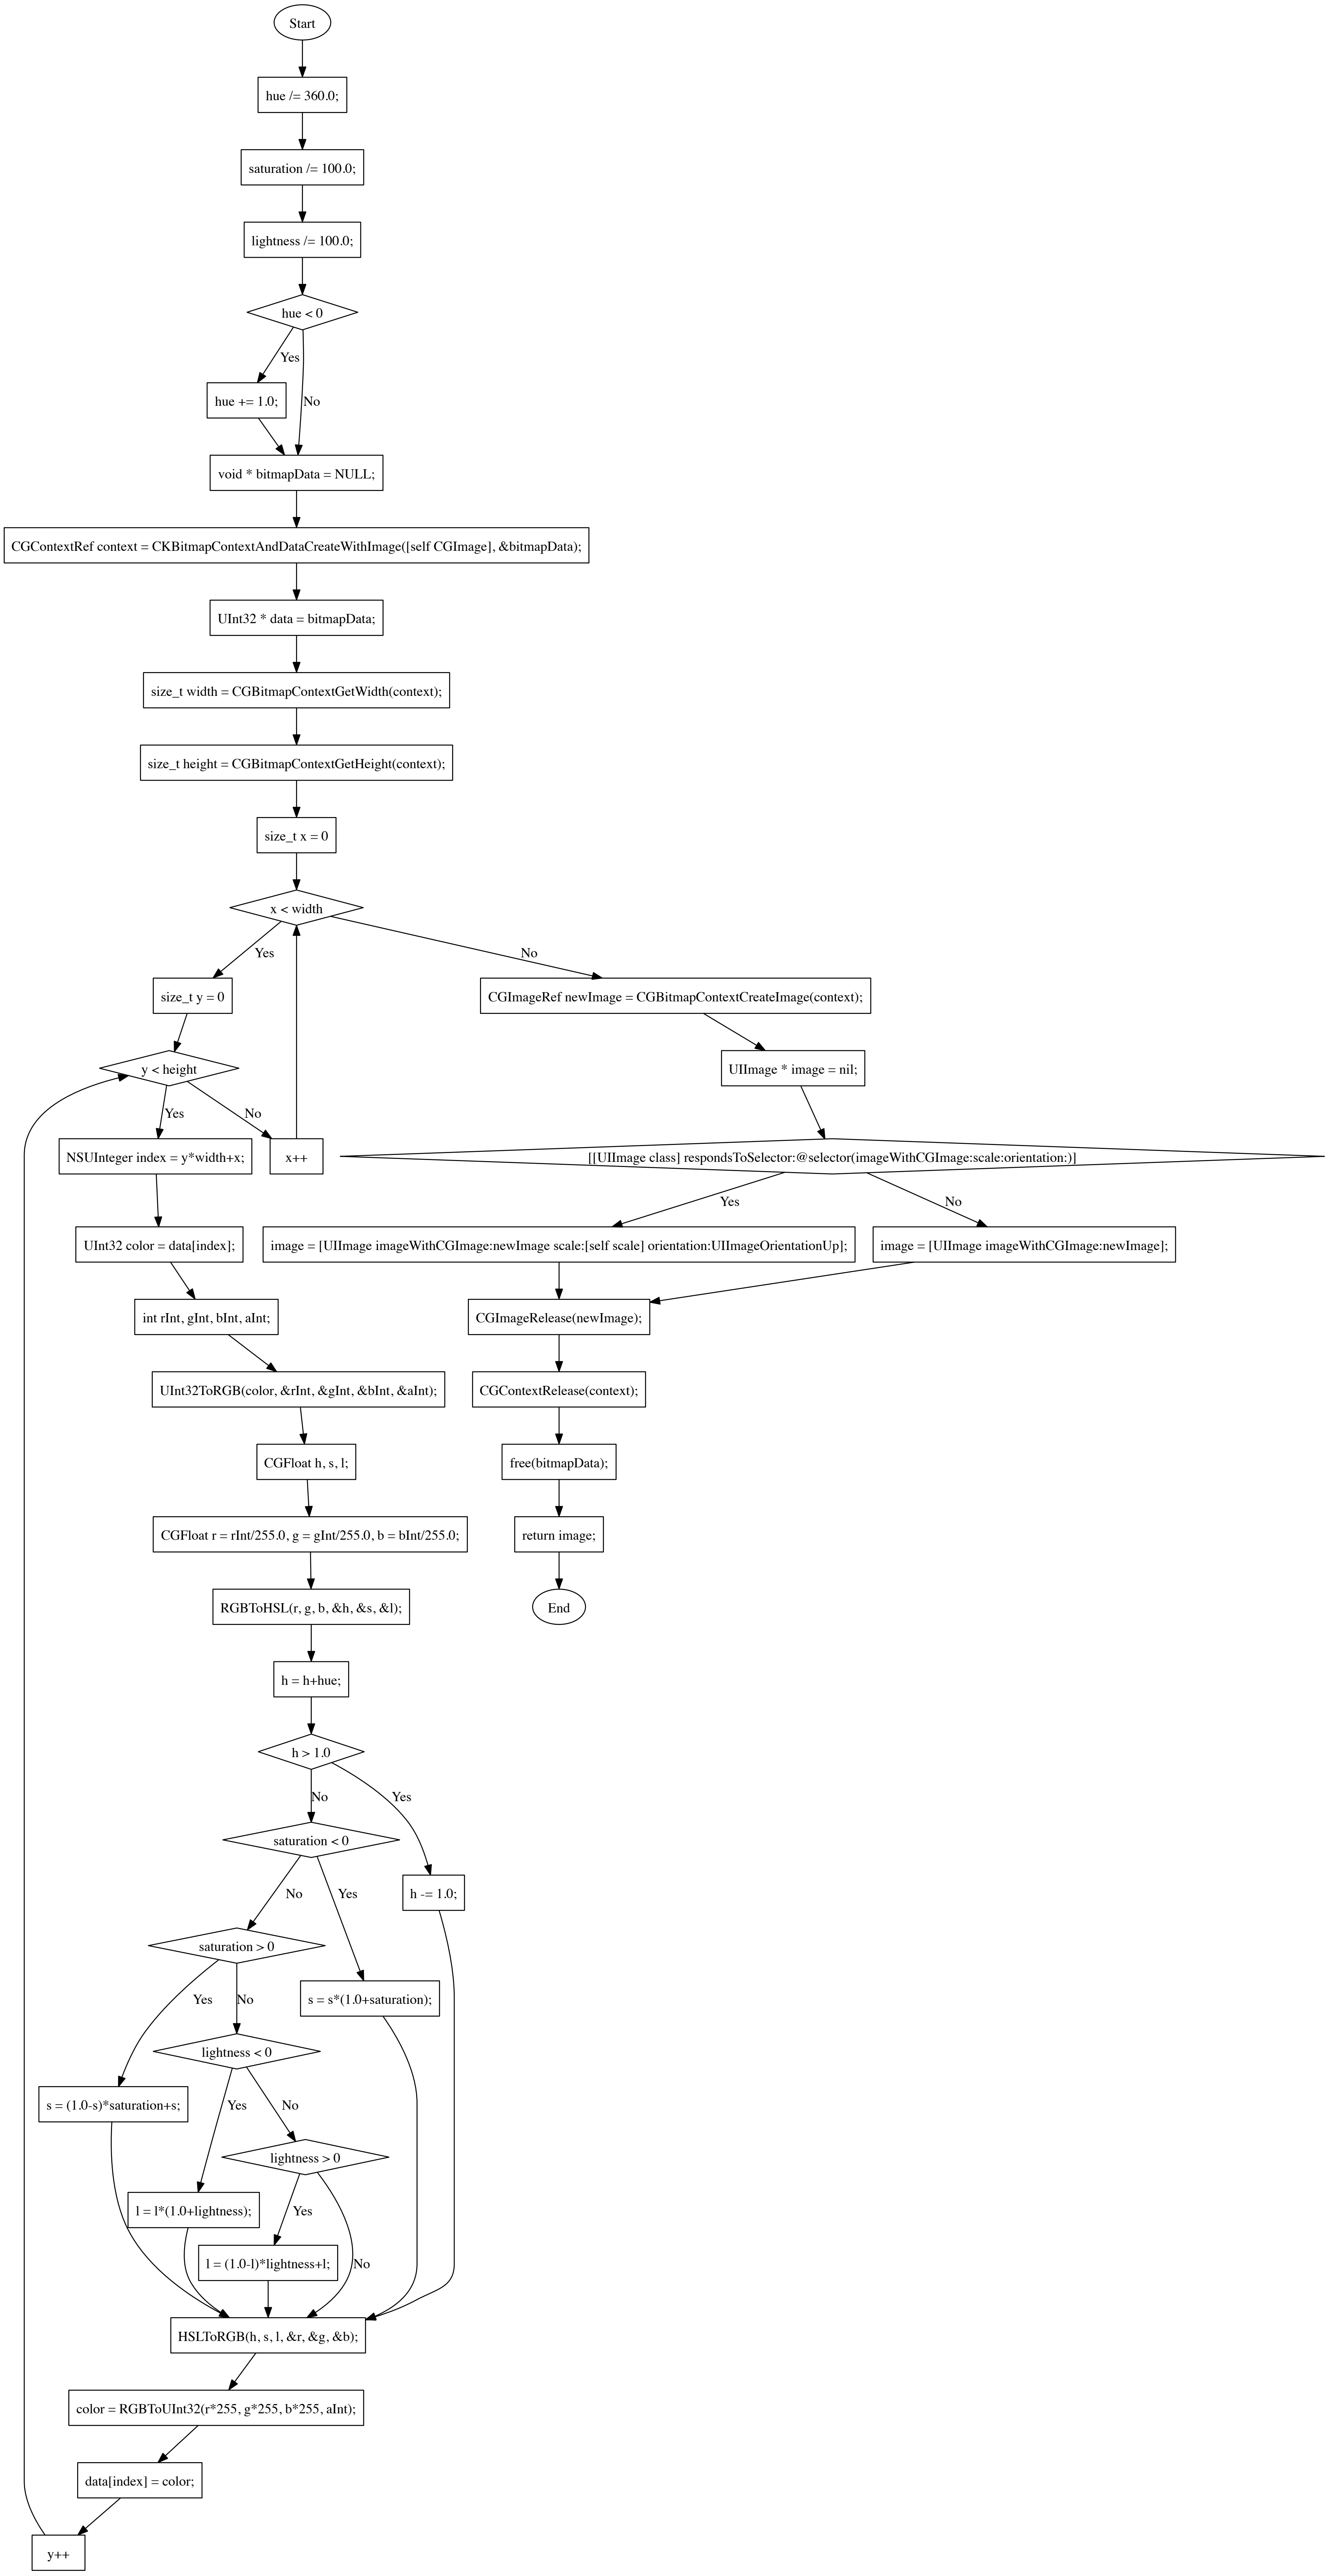 Start
hue /= 360.0;
saturation /= 100.0;
lightness /= 100.0;
hue < 0
Yes
hue += 1.0;
No
void * bitmapData = NULL;
CGContextRef context = CKBitmapContextAndDataCreateWithImage([self CGImage], &bitmapData);
UInt32 * data = bitmapData;
size_t width = CGBitmapContextGetWidth(context);
size_t height = CGBitmapContextGetHeight(context);
size_t x = 0
x < width
Yes
No
size_t y = 0
CGImageRef newImage = CGBitmapContextCreateImage(context);
y < height
UIImage * image = nil;
Yes
No
NSUInteger index = y*width+x;
x++
[[UIImage class] respondsToSelector:@selector(imageWithCGImage:scale:orientation:)]
Yes
No
UInt32 color = data[index];
image = [UIImage imageWithCGImage:newImage scale:[self scale] orientation:UIImageOrientationUp];
image = [UIImage imageWithCGImage:newImage];
int rInt, gInt, bInt, aInt;
CGImageRelease(newImage);
UInt32ToRGB(color, &rInt, &gInt, &bInt, &aInt);
CGContextRelease(context);
CGFloat h, s, l;
free(bitmapData);
CGFloat r = rInt/255.0, g = gInt/255.0, b = bInt/255.0;
return image;
RGBToHSL(r, g, b, &h, &s, &l);
End
h = h+hue;
h > 1.0
No
Yes
saturation < 0
No
Yes
h -= 1.0;
saturation > 0
Yes
No
s = s*(1.0+saturation);
lightness < 0
s = (1.0-s)*saturation+s;
Yes
No
lightness > 0
l = l*(1.0+lightness);
Yes
l = (1.0-l)*lightness+l;
No
HSLToRGB(h, s, l, &r, &g, &b);
color = RGBToUInt32(r*255, g*255, b*255, aInt);
data[index] = color;
y++